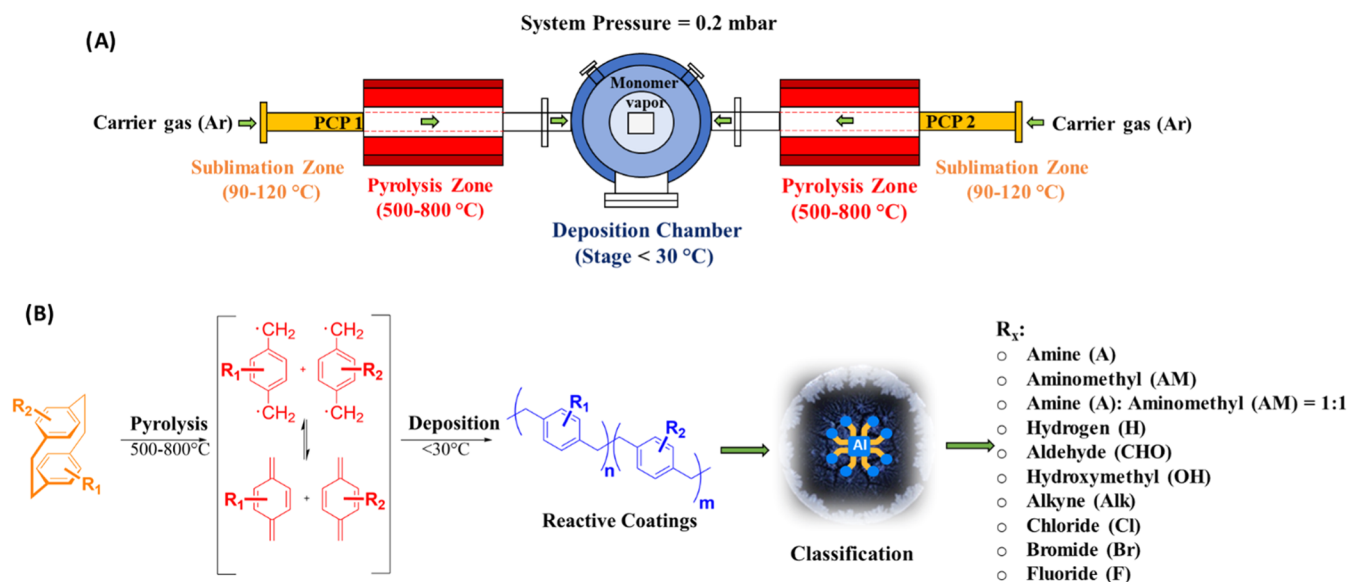 (A)
System Pressure = 0.2 mbar
Carrier gas (Ar)
PCP 1
Sublimation Zone
(90-120 °C)
Pyrolysis Zone
(500-800 °C)
Monomer
vapor
Deposition Chamber
(Stage < 30 °C)
Pyrolysis Zone
(500-800 °C)
PCP 2
Carrier gas (Ar)
Sublimation Zone
(90-120 °C)
(B)
R2
R1
Pyrolysis
500-800°C
·CH2
·CH2
R1
+
R2
·CH2
·CH2
R1
+
R2
Deposition
<30°C
R1
n
R2
m
Reactive Coatings
AI
Classification
Rx:
○ Amine (A)
○ Aminomethyl (AM)
○ Amine (A): Aminomethyl (AM) = 1:1
○ Hydrogen (H)
○ Aldehyde (CHO)
○ Hydroxymethyl (OH)
○ Alkyne (Alk)
○ Chloride (Cl)
○ Bromide (Br)
○ Fluoride (F)